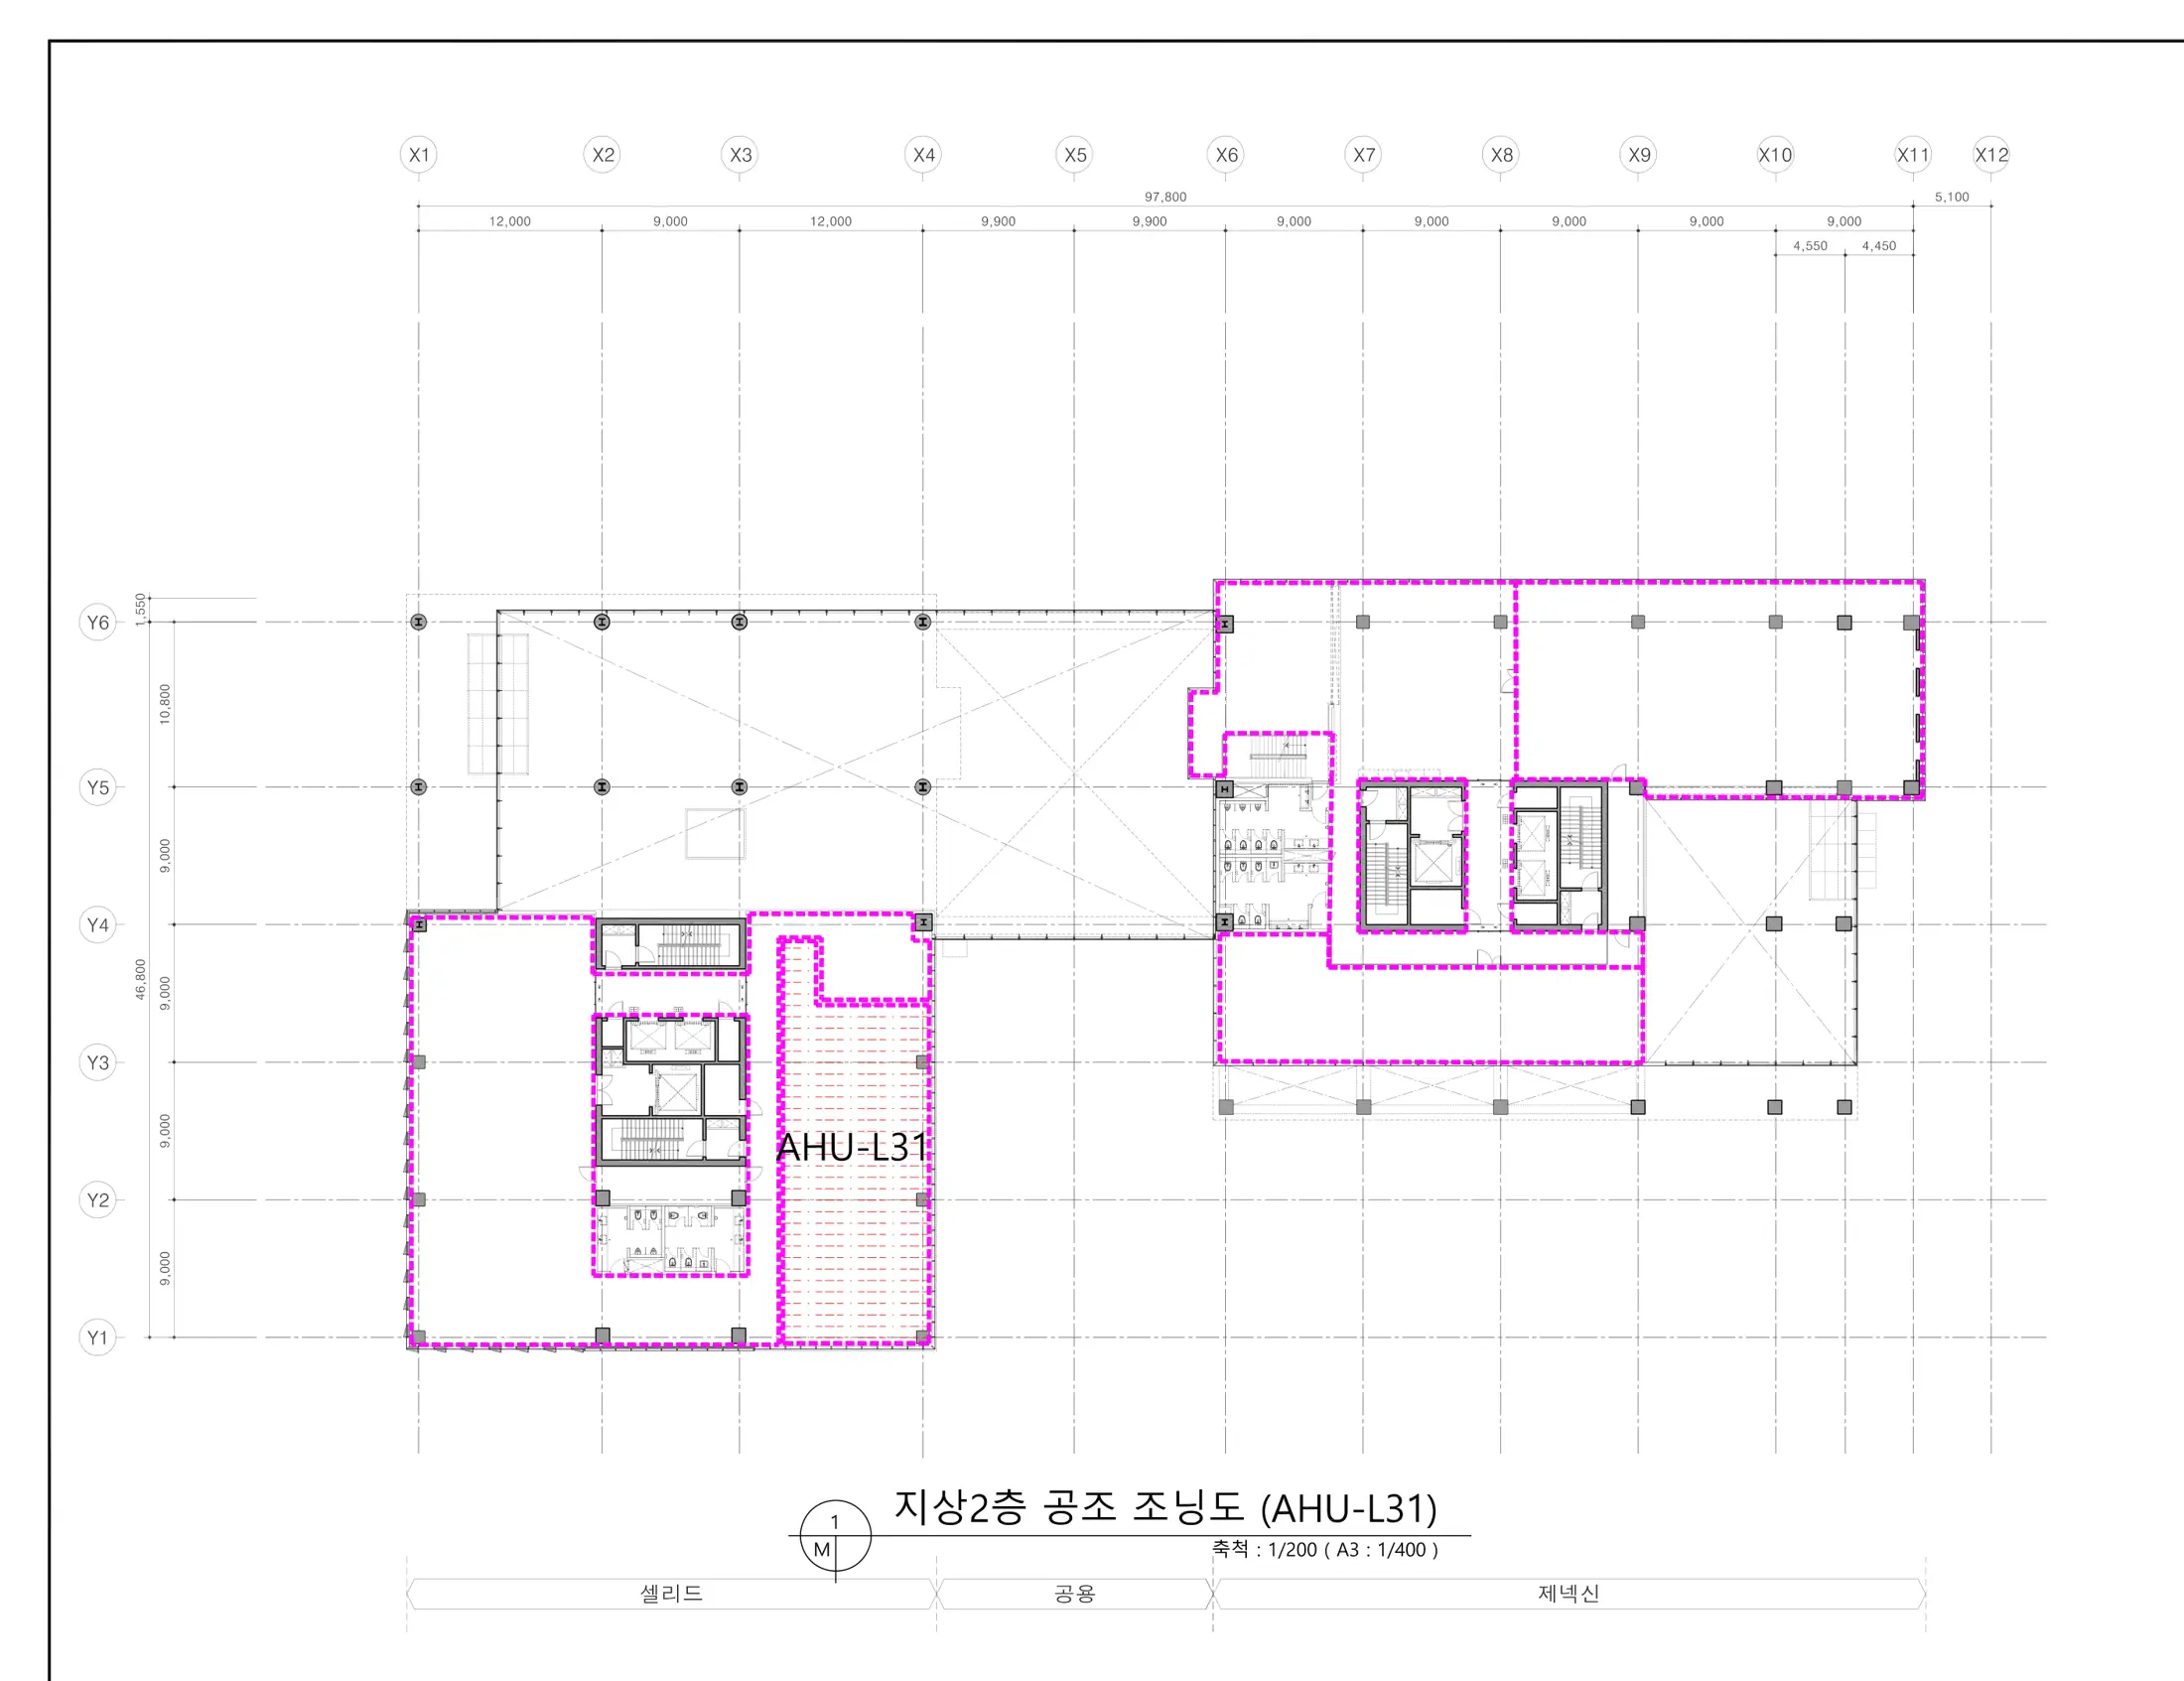 X1 X2 X3 X4 X5 X6 X7 X8 X9 X10 X11 X12
97,800 5,100
12,000 9,000 12,000 9,900 9,900 9,000 9,000 9,000 9,000 9,000
4,550 4,450
1,550
Y6
10,800
Y5
9,000
Y4
46,800
9,000
Y3
9,000
AHU-L31
Y2
9,000
Y1
1
M
지상2층 공조 조닝도 (AHU-L31)
축척 : 1/200 ( A3 : 1/400 )
셀리드 공용 제넥신